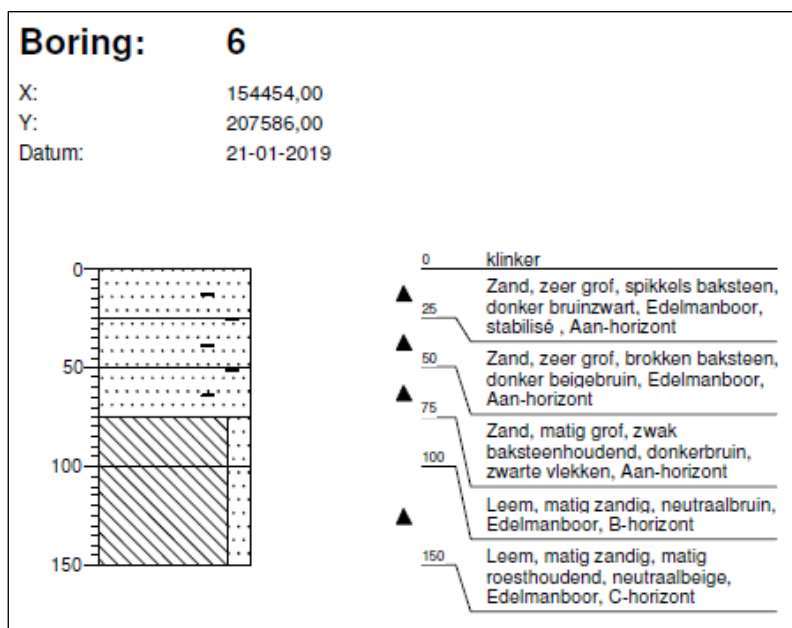 Boring: 6
X: 154454,00
Y: 207586,00
Datum: 21-01-2019
0
50
100
150
0 klinker
Zand, zeer grof, spikkels baksteen,
25 donker bruinzwart, Edelmanboor,
stabilisé , Aan-horizont
50 Zand, zeer grof, brokken baksteen,
donker beigebruin, Edelmanboor,
Aan-horizont
75
Zand, matig grof, zwak
baksteenhoudend, donkerbruin,
100 zwarte vlekken, Aan-horizont
Leem, matig zandig, neutraalbruin,
Edelmanboor, B-horizont
150 Leem, matig zandig, matig
roesthoudend, neutraalbeige,
Edelmanboor, C-horizont